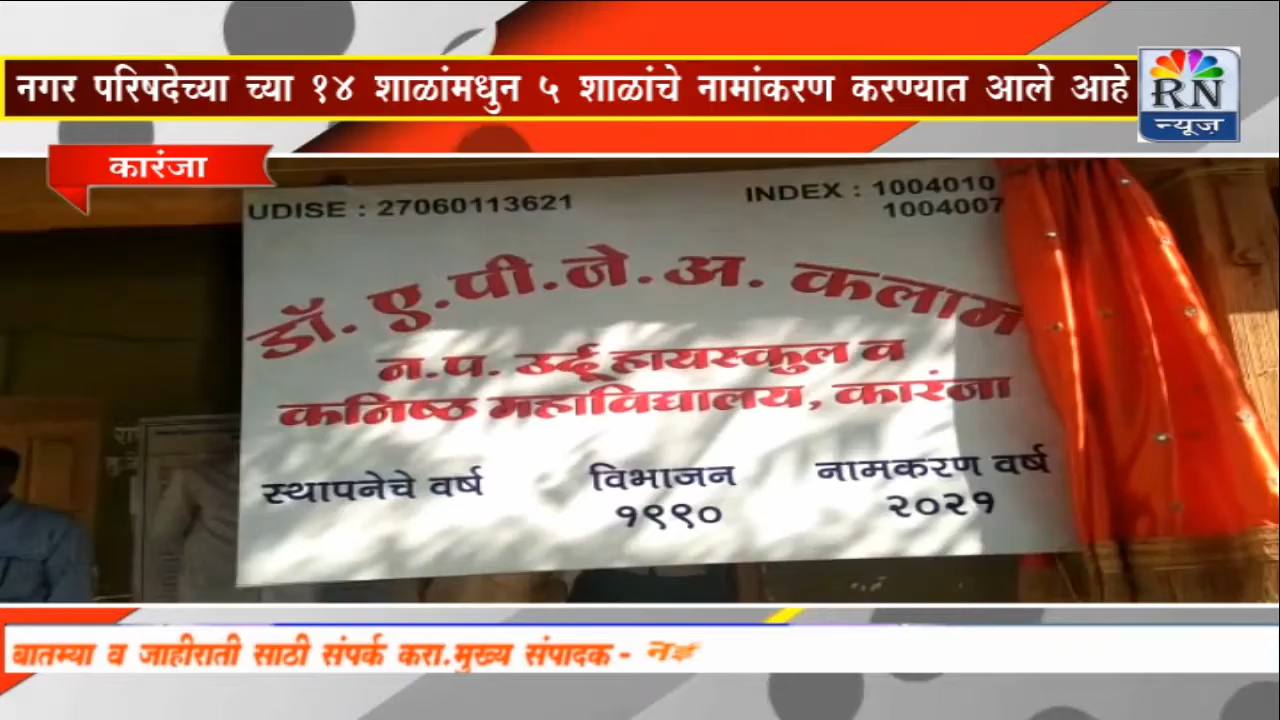 नगर परिषदेच्या च्या १४ शाळांमधुन ५ शाळांचे नामांकरण करण्यात आले आहे
RN
न्यूज़
कारंजा
UDISE : 27060113621
INDEX : 1004010
1004007
डॉ. ए.पी.जे.अ. कलाम
न.प. उर्दू हायस्कुल व
कनिष्ठ महाविद्यालय, कारंजा
स्थापनेचे वर्ष विभाजन नामकरण वर्ष
१९९० २०२१
बातम्या व जाहीराती साठी संपर्क करा.मुख्य संपादक -